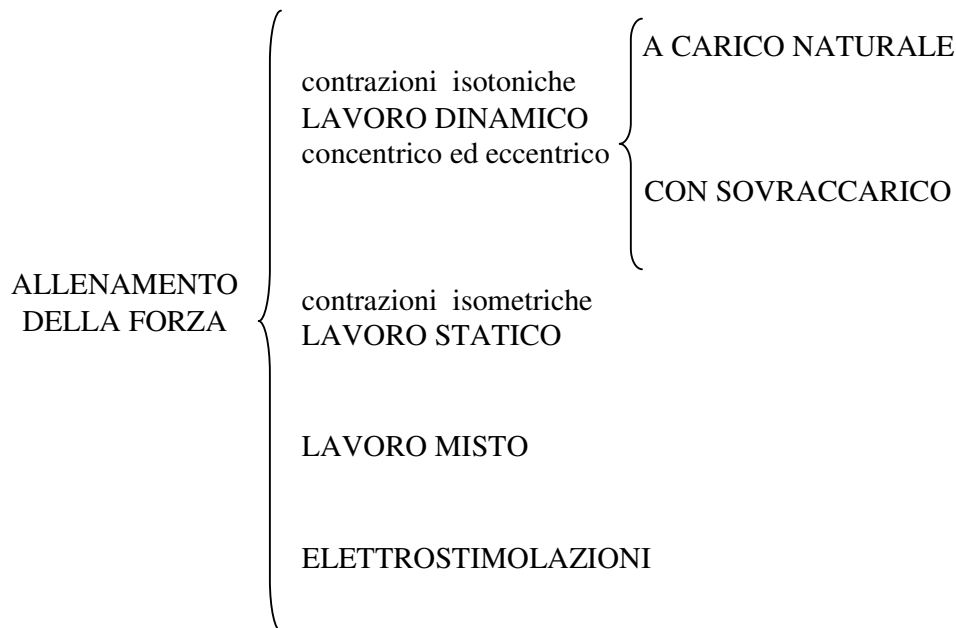 ALLENAMENTO
DELLA FORZA
contrazioni isotoniche
LAVORO DINAMICO
concentrico ed eccentrico
A CARICO NATURALE
CON SOVRACCARICO
contrazioni isometriche
LAVORO STATICO
LAVORO MISTO
ELETTROSTIMOLAZIONI